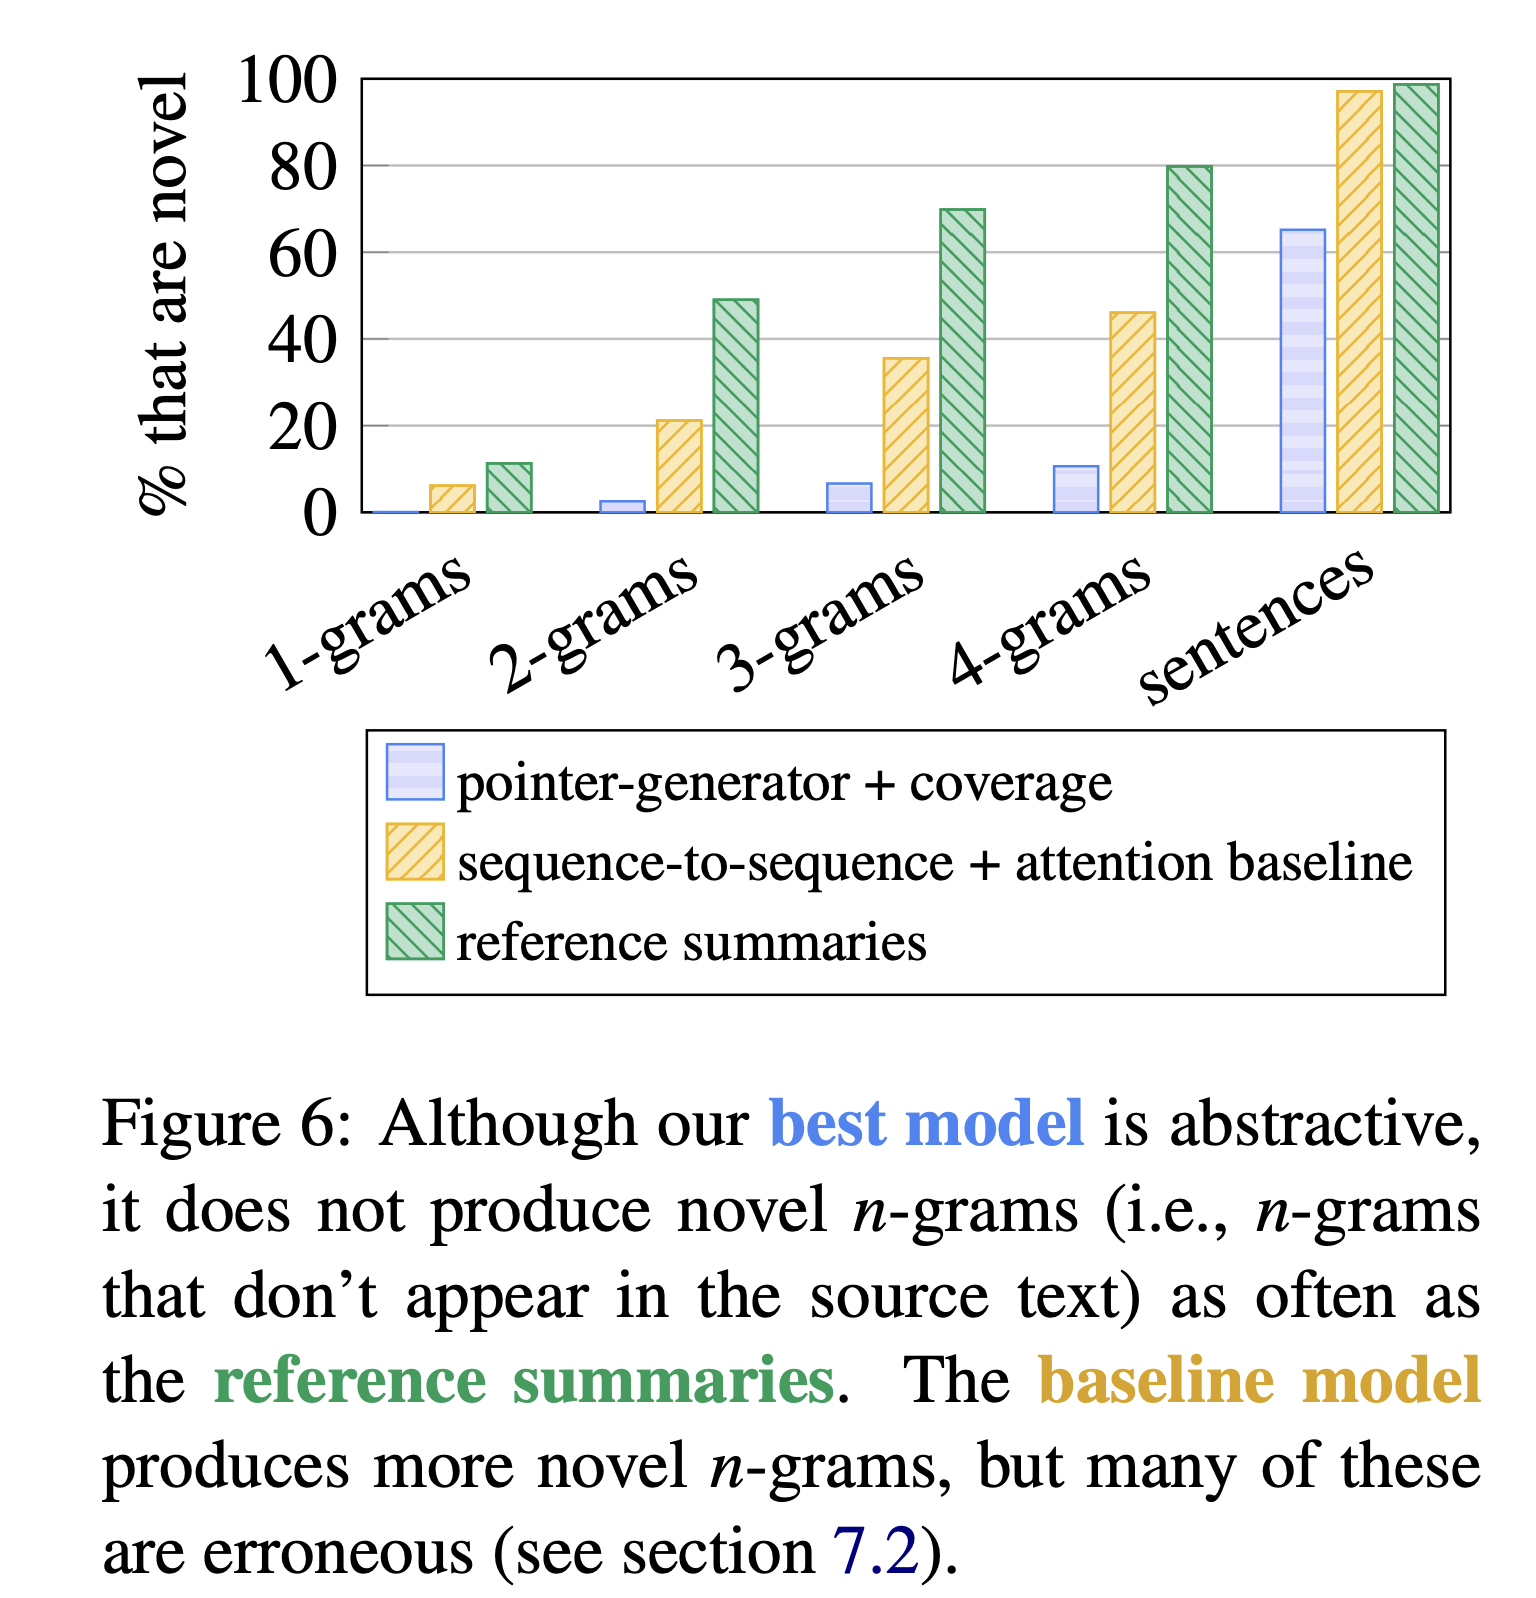 % that are novel
100
80
60
40
20
0
1-grams
2-grams
3-grams
4-grams
sentences
pointer-generator + coverage
sequence-to-sequence + attention baseline
reference summaries
Figure 6: Although our best model is abstractive,
it does not produce novel n-grams (i.e., n-grams
that don’t appear in the source text) as often as
the reference summaries. The baseline model
produces more novel n-grams, but many of these
are erroneous (see section 7.2).